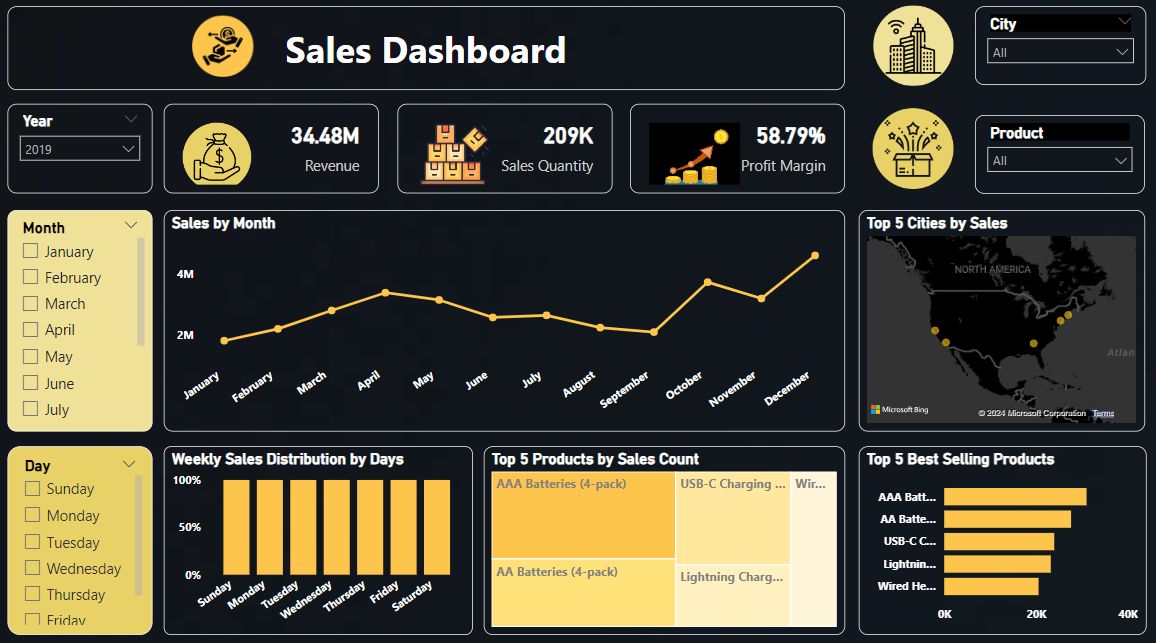 Sales Dashboard
City
All
Year
2019
34.48M
Revenue
209K
Sales Quantity
58.79%
Profit Margin
Product
All
Month
January
February
March
April
May
June
July
Sales by Month
4M
2M
January
February
March
April
May
June
July
August
September
October
November
December
Top 5 Cities by Sales
NORTH AMERICA
Atlan
Microsoft Bing
© 2024 Microsoft Corporation Terms
Day
Sunday
Monday
Tuesday
Wednesday
Thursday
Friday
Weekly Sales Distribution by Days
100%
50%
0%
Sunday
Monday
Tuesday
Wednesday
Thursday
Friday
Saturday
Top 5 Products by Sales Count
AAA Batteries (4-pack)
USB-C Charging ...
Wir...
AA Batteries (4-pack)
Lightning Charg...
Top 5 Best Selling Products
AAA Batt...
AA Batte...
USB-C C...
Lightnin...
Wired He...
0K
20K
40K